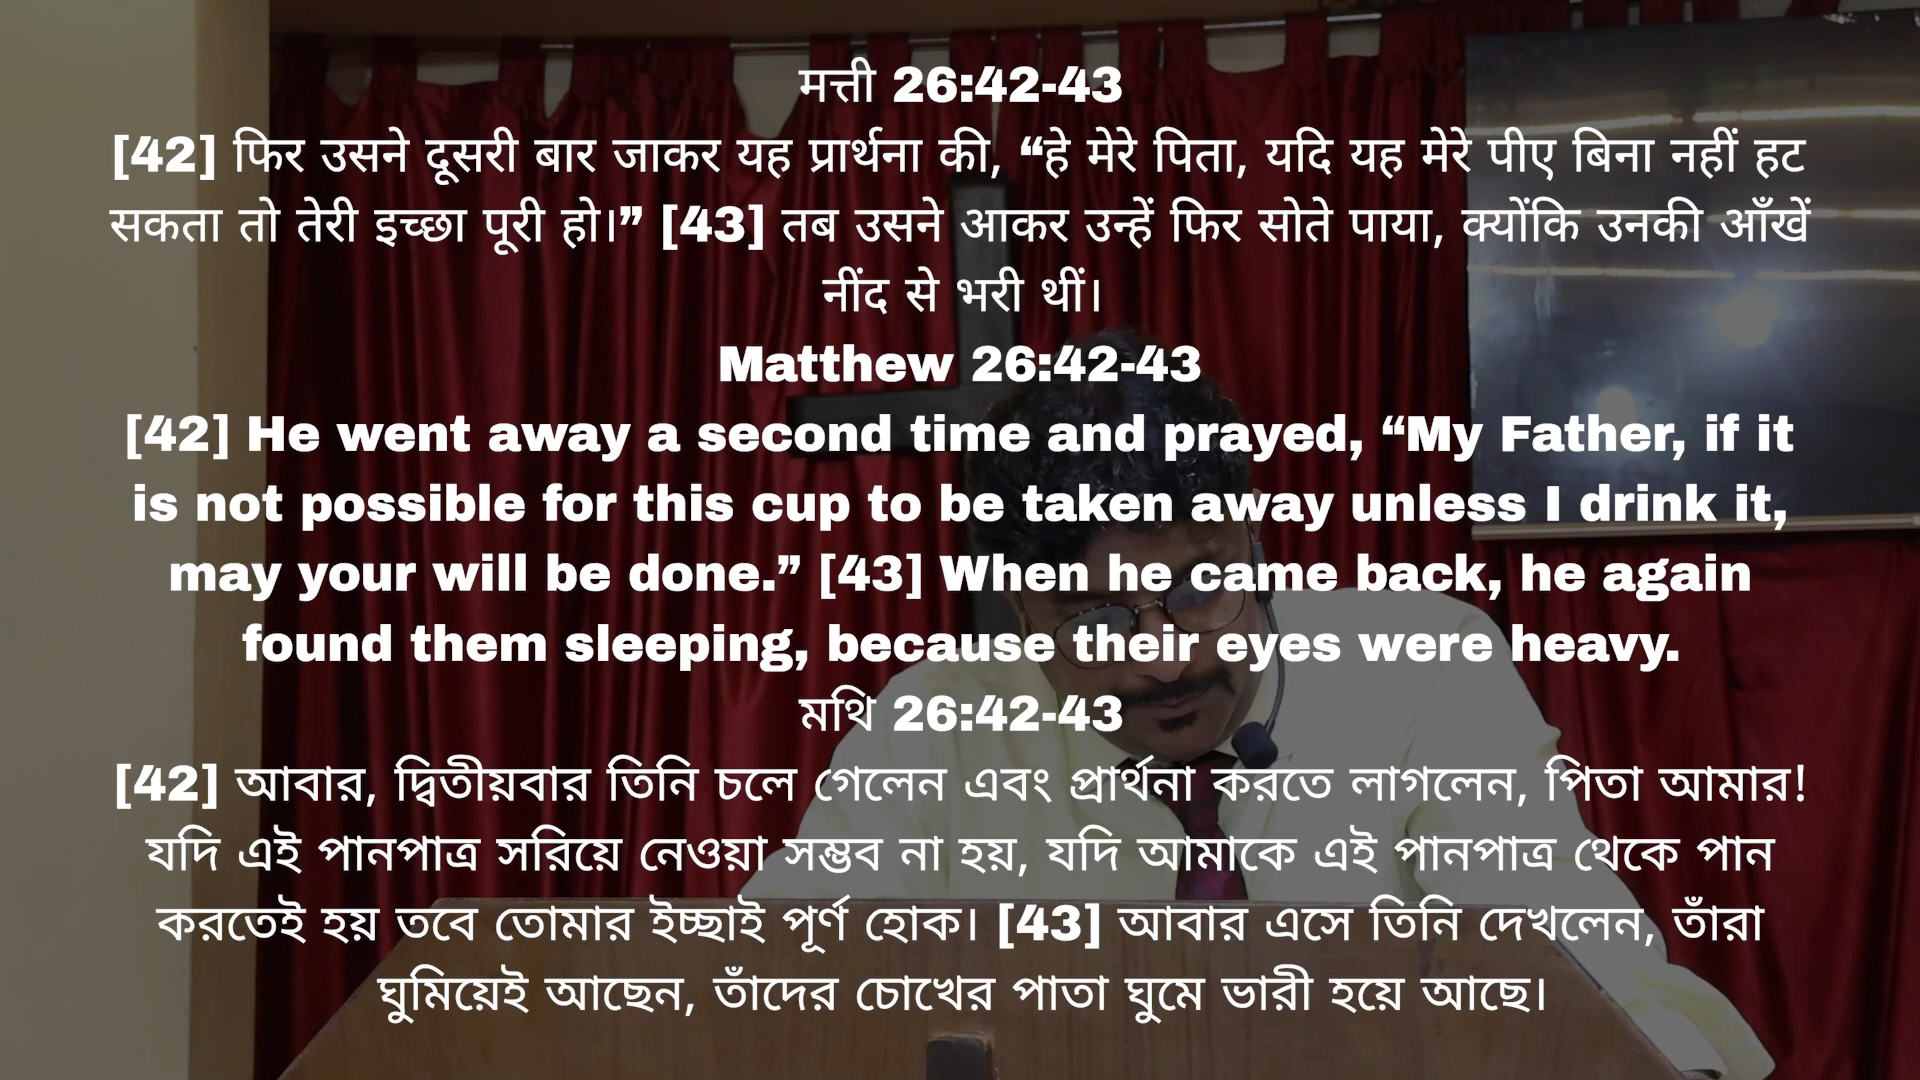 मत्ती 26:42-43
[42] फिर उसने दूसरी बार जाकर यह प्रार्थना की, “हे मेरे पिता, यदि यह मेरे पीए बिना नहीं हट
सकता तो तेरी इच्छा पूरी हो।” [43] तब उसने आकर उन्हें फिर सोते पाया, क्योंकि उनकी आँखें
नींद से भरी थीं।
Matthew 26:42-43
[42] He went away a second time and prayed, “My Father, if it
is not possible for this cup to be taken away unless I drink it,
may your will be done.” [43] When he came back, he again
found them sleeping, because their eyes were heavy.
মথি 26:42-43
[42] আবার, দ্বিতীয়বার তিনি চলে গেলেন এবং প্রার্থনা করতে লাগলেন, পিতা আমার!
যদি এই পানপাত্র সরিয়ে নেওয়া সম্ভব না হয়, যদি আমাকে এই পানপাত্র থেকে পান
করতেই হয় তবে তোমার ইচ্ছাই পূর্ণ হোক। [43] আবার এসে তিনি দেখলেন, তাঁরা
ঘুমিয়েই আছেন, তাঁদের চোখের পাতা ঘুমে ভারী হয়ে আছে।